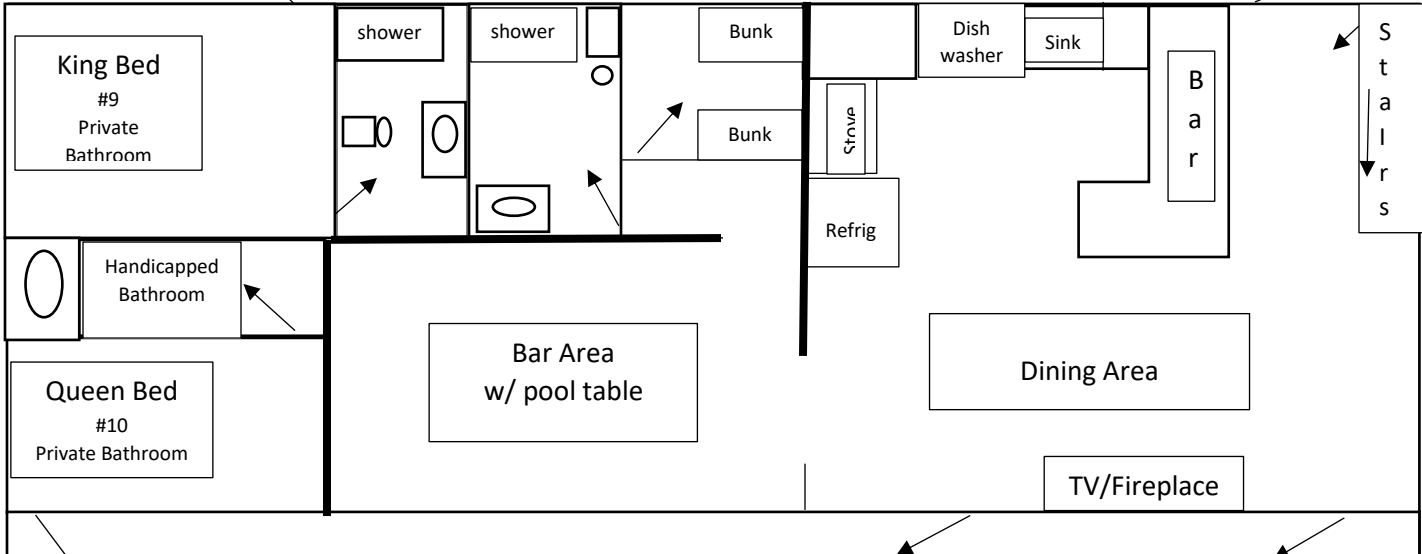 shower
shower
Bunk
Dish
washer
Sink
S
t
a
I
r
s
King Bed
#9
Private
Bathroom
B
a
r
Bunk
Stove
Refrig
Handicapped
Bathroom
Bar Area
w/ pool table
Dining Area
Queen Bed
#10
Private Bathroom
TV/Fireplace